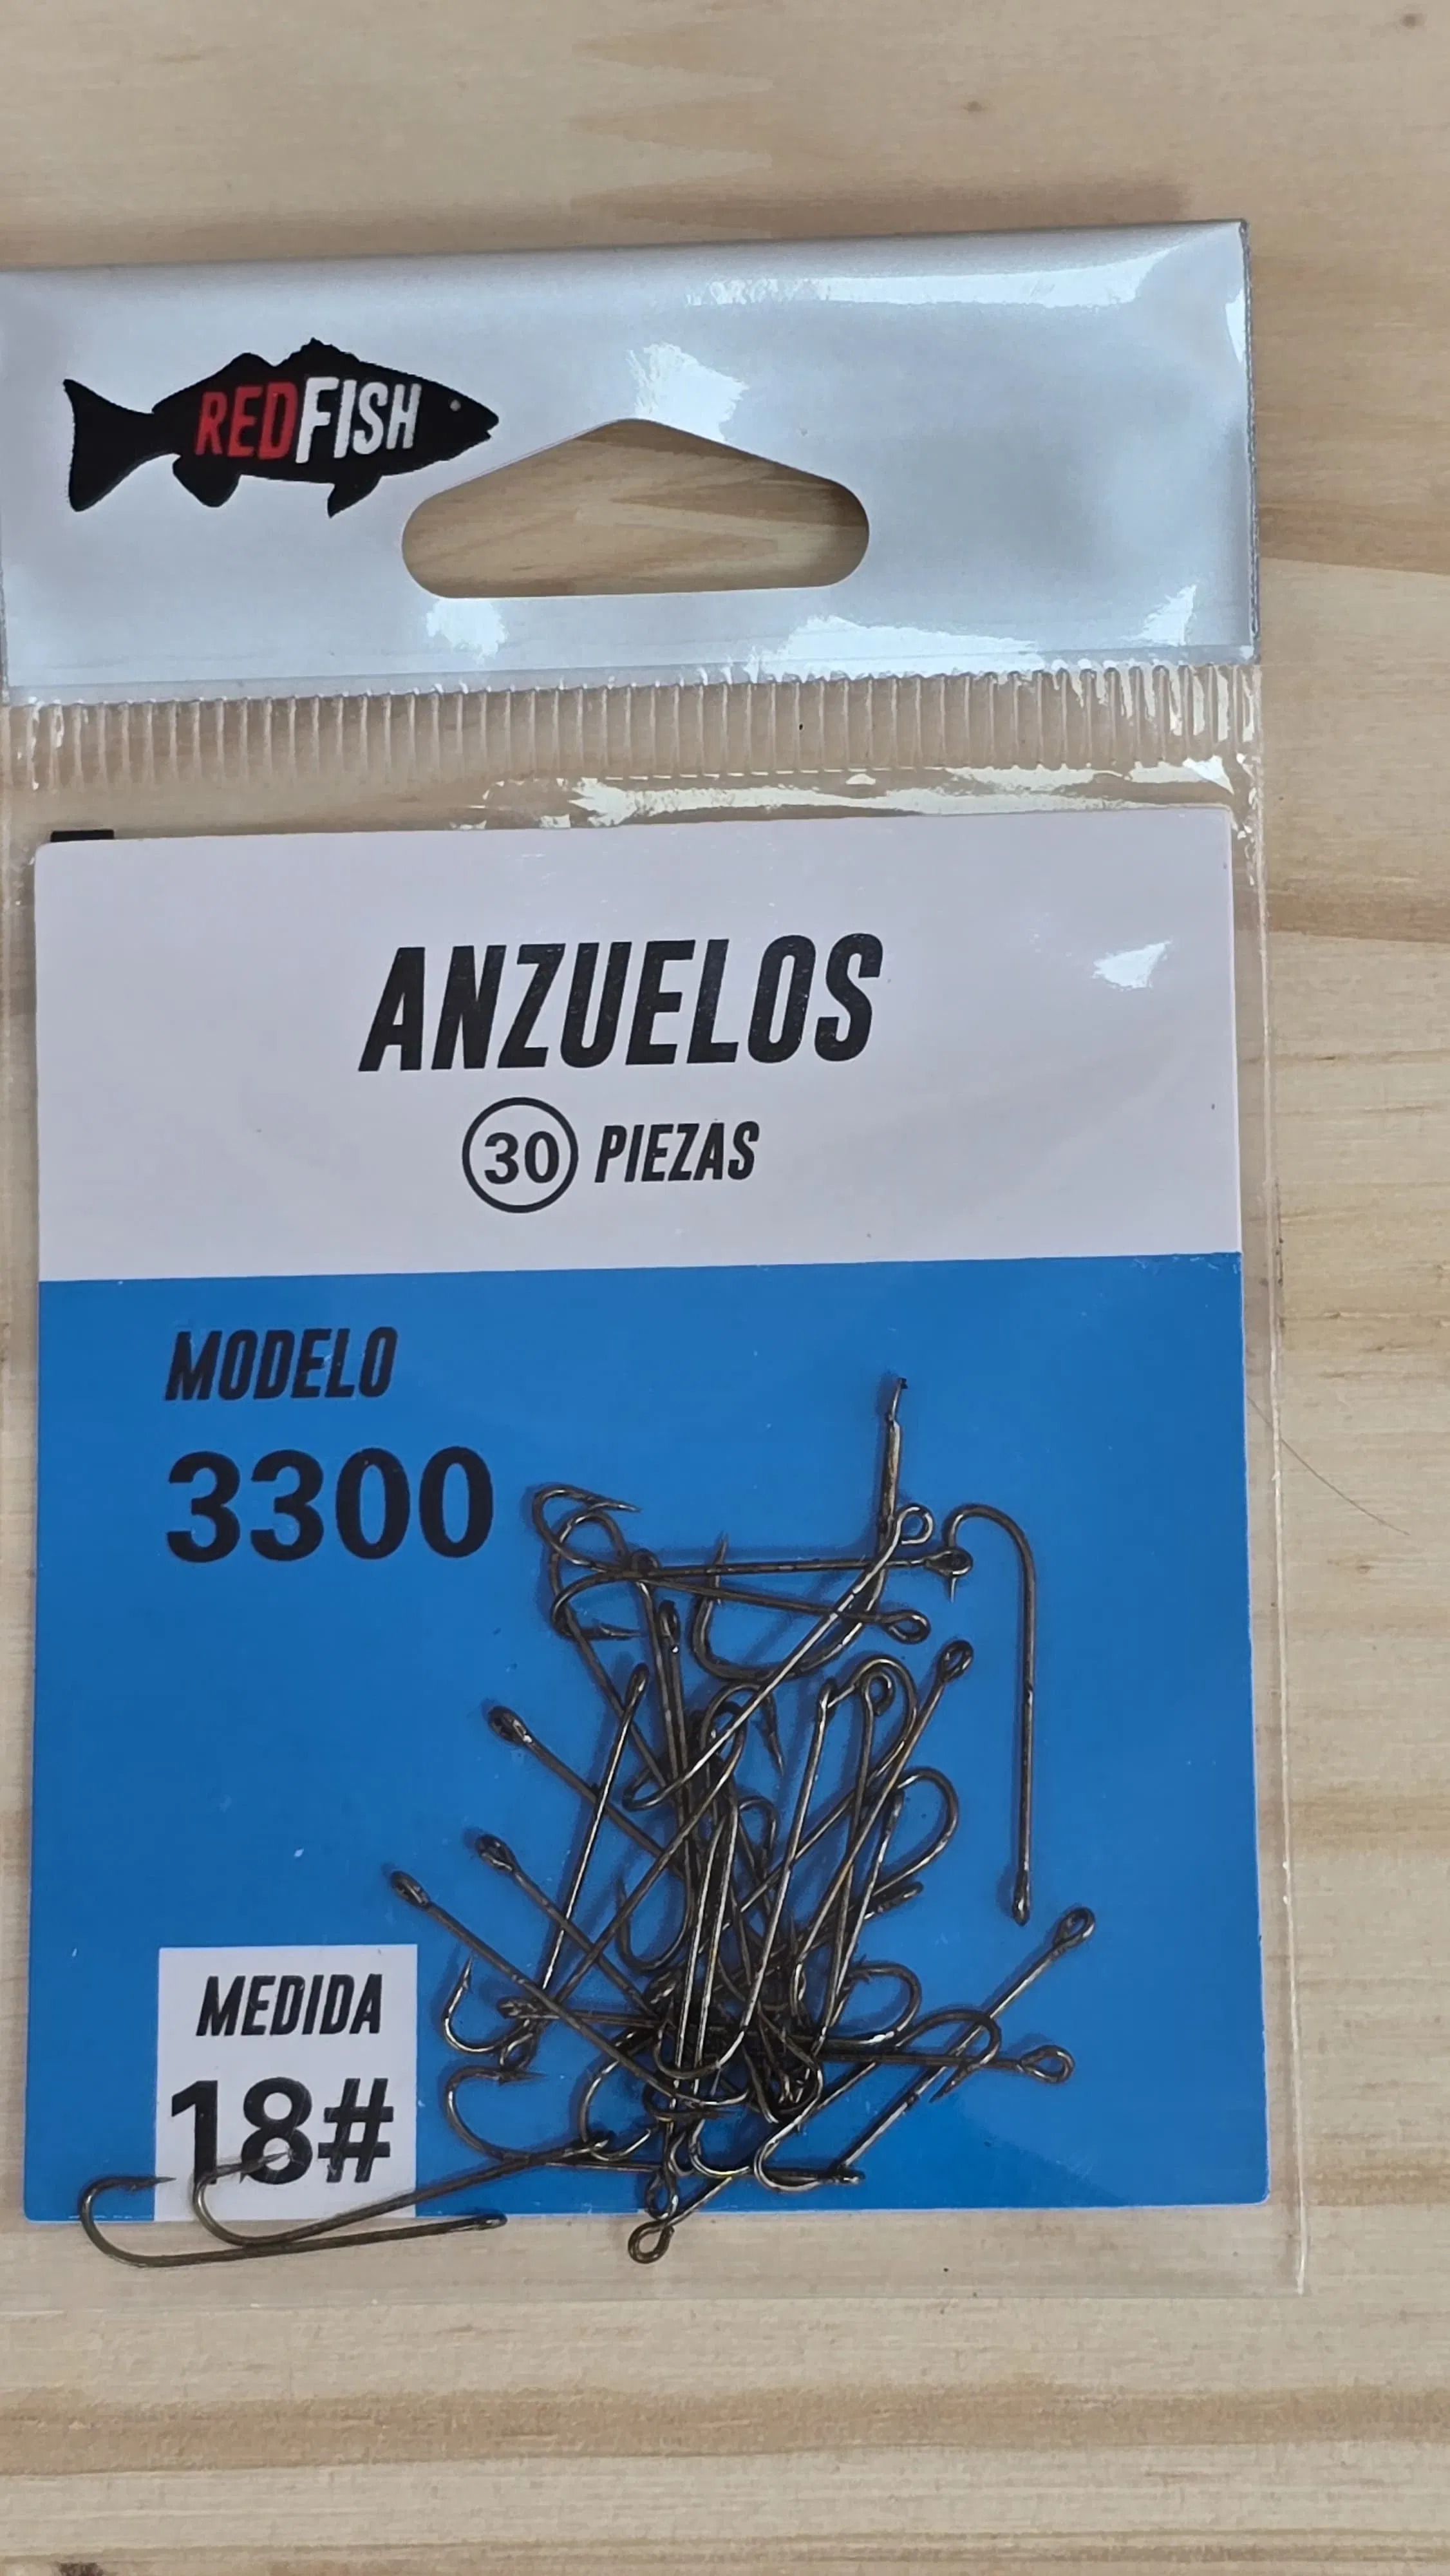 REDFISH
ANZUELOS
30 PIEZAS
MODELO
3300
MEDIDA
18#